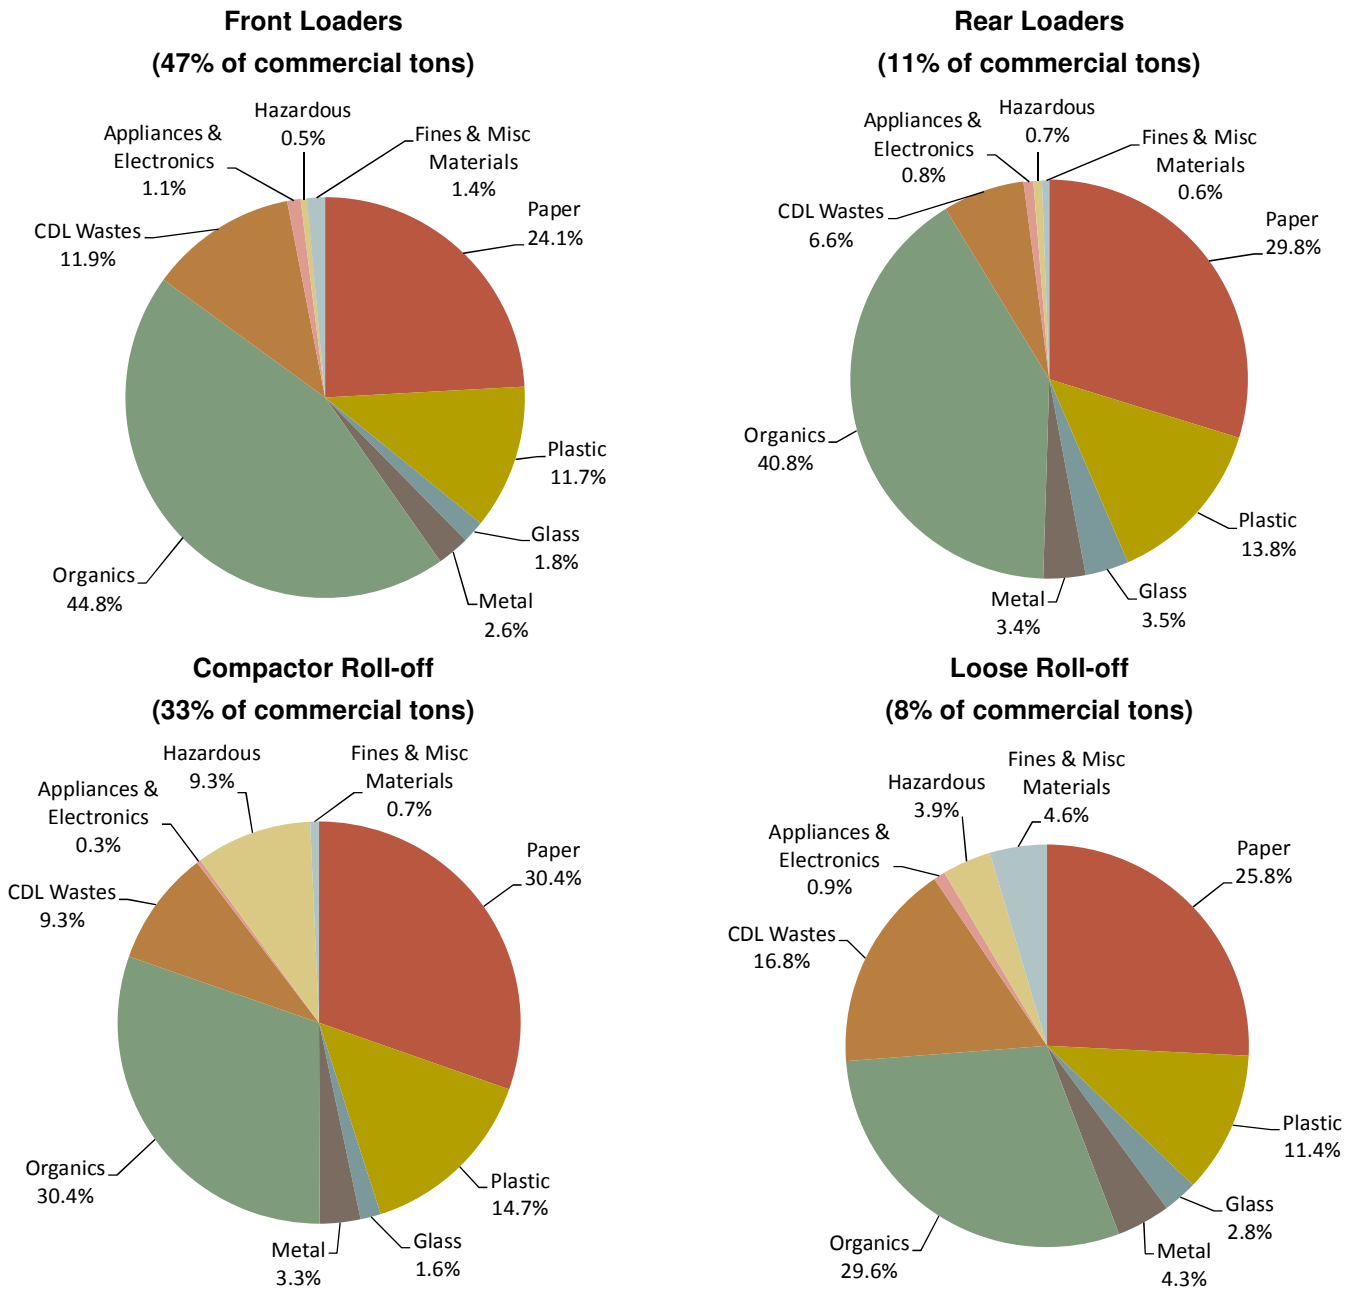 Front Loaders
(47% of commercial tons)
Hazardous
0.5%
Appliances &
Electronics
1.1%
Fines & Misc
Materials
1.4%
CDL Wastes
11.9%
Paper
24.1%
Plastic
11.7%
Glass
1.8%
Metal
2.6%
Organics
44.8%
Rear Loaders
(11% of commercial tons)
Hazardous
0.7%
Appliances &
Electronics
0.8%
Fines & Misc
Materials
0.6%
CDL Wastes
6.6%
Paper
29.8%
Organics
40.8%
Plastic
13.8%
Glass
3.5%
Metal
3.4%
Compactor Roll-off
(33% of commercial tons)
Hazardous
9.3%
Fines & Misc
Materials
0.7%
Appliances &
Electronics
0.3%
CDL Wastes
9.3%
Paper
30.4%
Organics
30.4%
Plastic
14.7%
Glass
1.6%
Metal
3.3%
Loose Roll-off
(8% of commercial tons)
Fines & Misc
Materials
4.6%
Hazardous
3.9%
Appliances &
Electronics
0.9%
CDL Wastes
16.8%
Paper
25.8%
Plastic
11.4%
Glass
2.8%
Metal
4.3%
Organics
29.6%